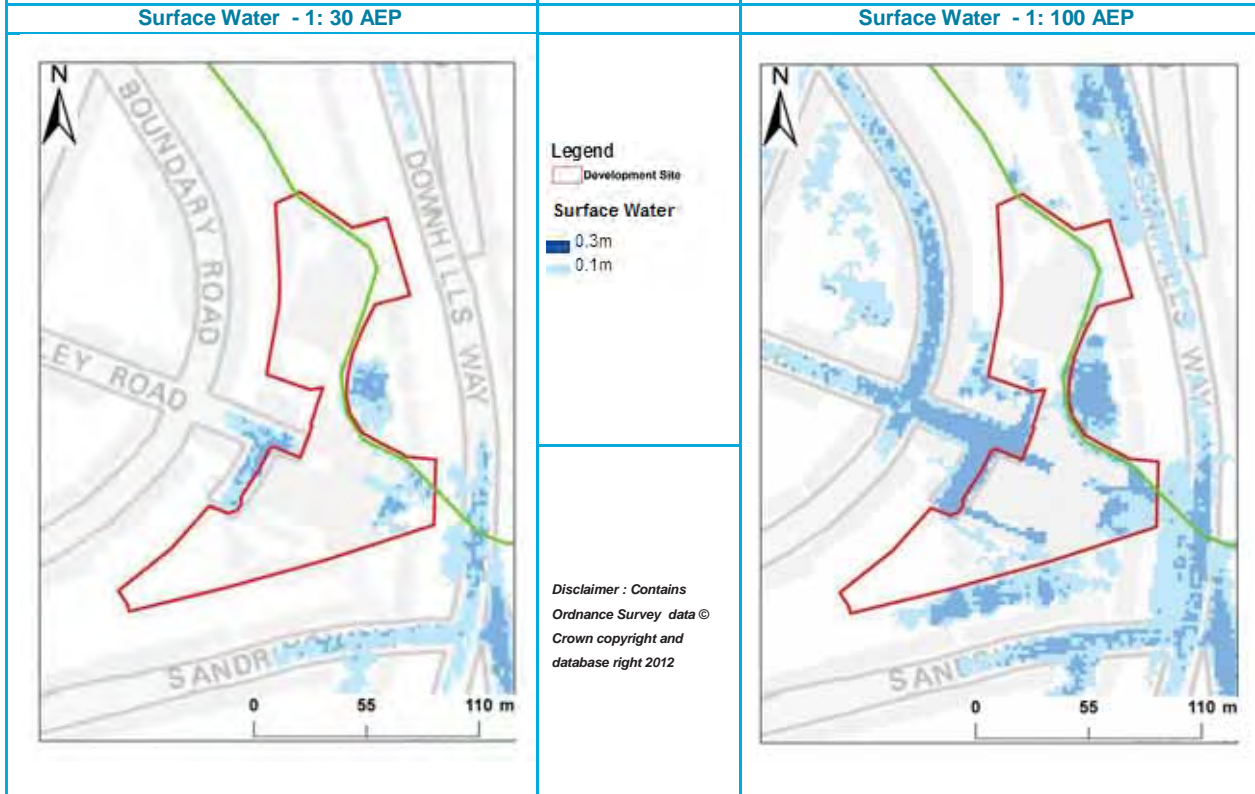 Surface Water - 1: 30 AEP
Surface Water - 1: 100 AEP
N
BOUNDARY ROAD
DOWNHILLS WAY
LEY ROAD
SANDR
0 55 110 m
Legend
Development Site
Surface Water
0.3m
0.1m
Disclaimer : Contains
Ordnance Survey data ©
Crown copyright and
database right 2012
N
WAY
SAN
0 55 110 m